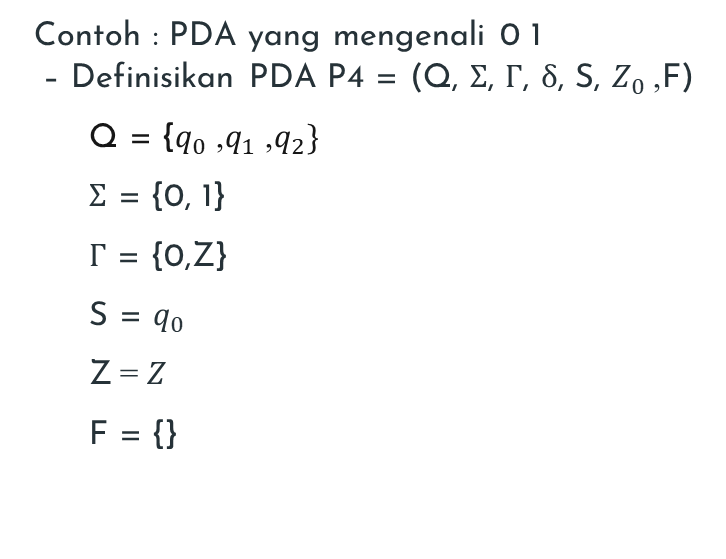 Contoh : PDA yang mengenali 0 1
– Definisikan PDA P4 = (Q, Σ, Γ, δ, S, Z₀ ,F)
Q = {q₀ ,q₁ ,q₂}
Σ = {0, 1}
Γ = {0,Z}
S = q₀
Z = Z
F = {}